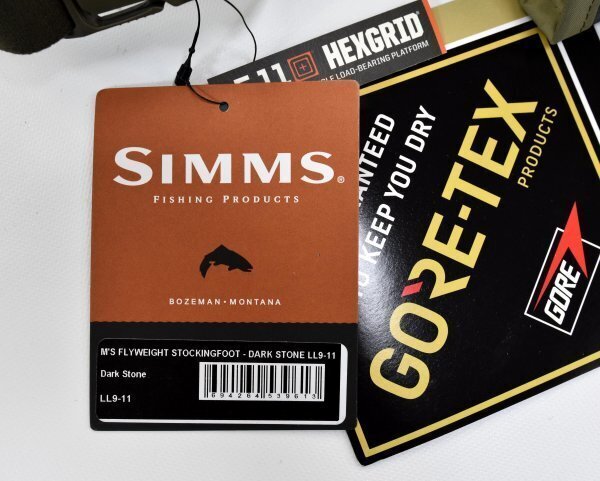 SIMMS®
FISHING PRODUCTS
BOZEMAN • MONTANA
M'S FLYWEIGHT STOCKINGFOOT - DARK STONE LL9-11
Dark Stone
LL9-11
694264539613
5.11 HEXGRID®
LOAD-BEARING PLATFORM
TO KEEP YOU DRY
GORE-TEX
PRODUCTS
GORE